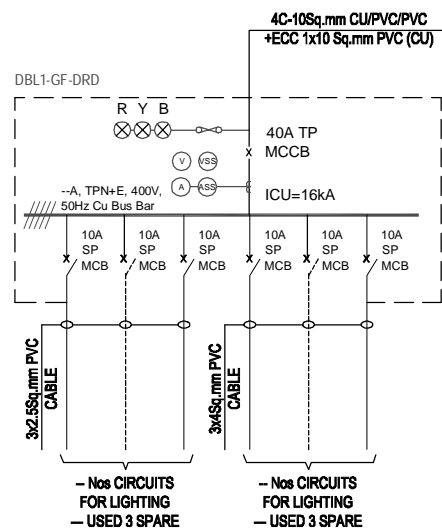 4C-10Sq.mm CU/PVC/PVC
+ECC 1x10 Sq.mm PVC (CU)
DBL1-GF-DRD
R Y B
40A TP
MCCB
V VSS
A ASS
ICU=16kA
--A, TPN+E, 400V,
50Hz Cu Bus Bar
10A
SP
MCB
10A
SP
MCB
10A
SP
MCB
10A
SP
MCB
10A
SP
MCB
10A
SP
MCB
3x2.5Sq.mm PVC
CABLE
3x4Sq.mm PVC
CABLE
-- Nos CIRCUITS
FOR LIGHTING
--- USED 3 SPARE
-- Nos CIRCUITS
FOR LIGHTING
--- USED 3 SPARE